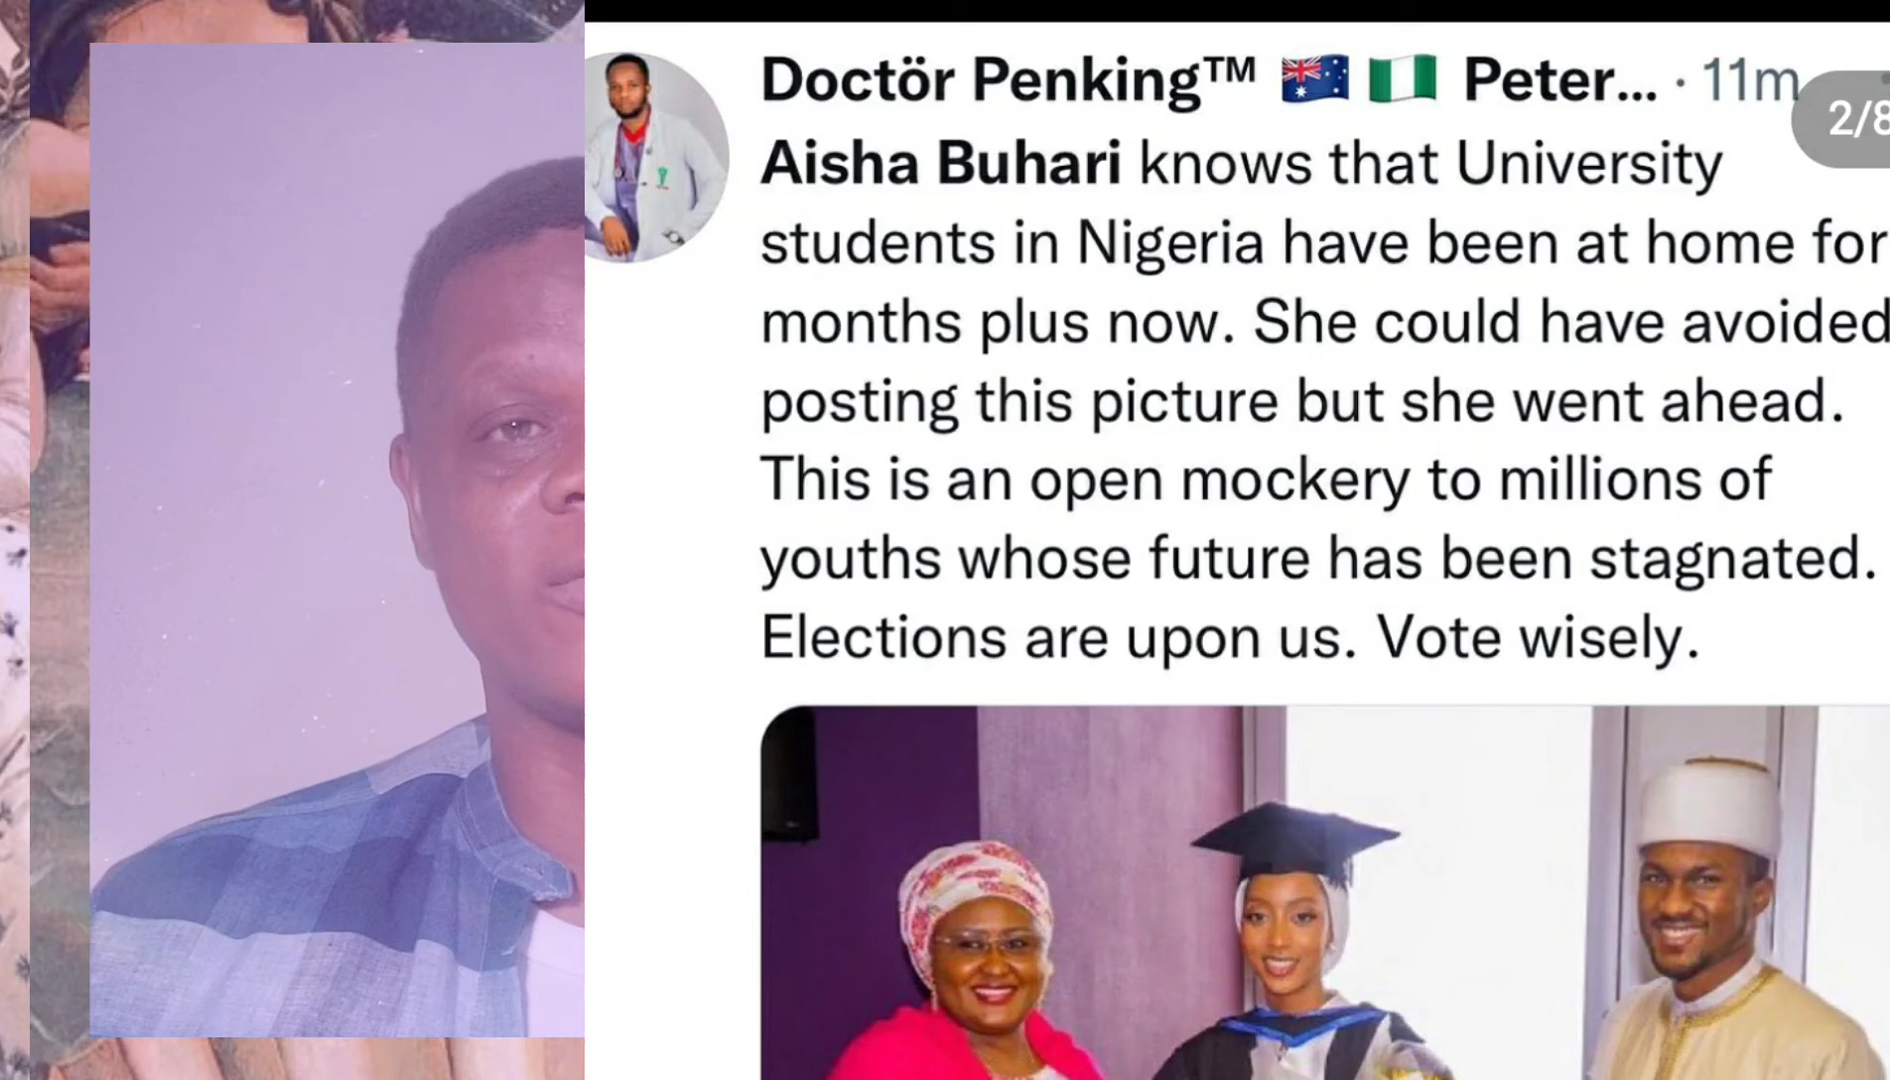 Doctör Penking™ 🇦🇺 🇳🇬 Peter... · 11m
2/8
Aisha Buhari knows that University
students in Nigeria have been at home for
months plus now. She could have avoided
posting this picture but she went ahead.
This is an open mockery to millions of
youths whose future has been stagnated.
Elections are upon us. Vote wisely.